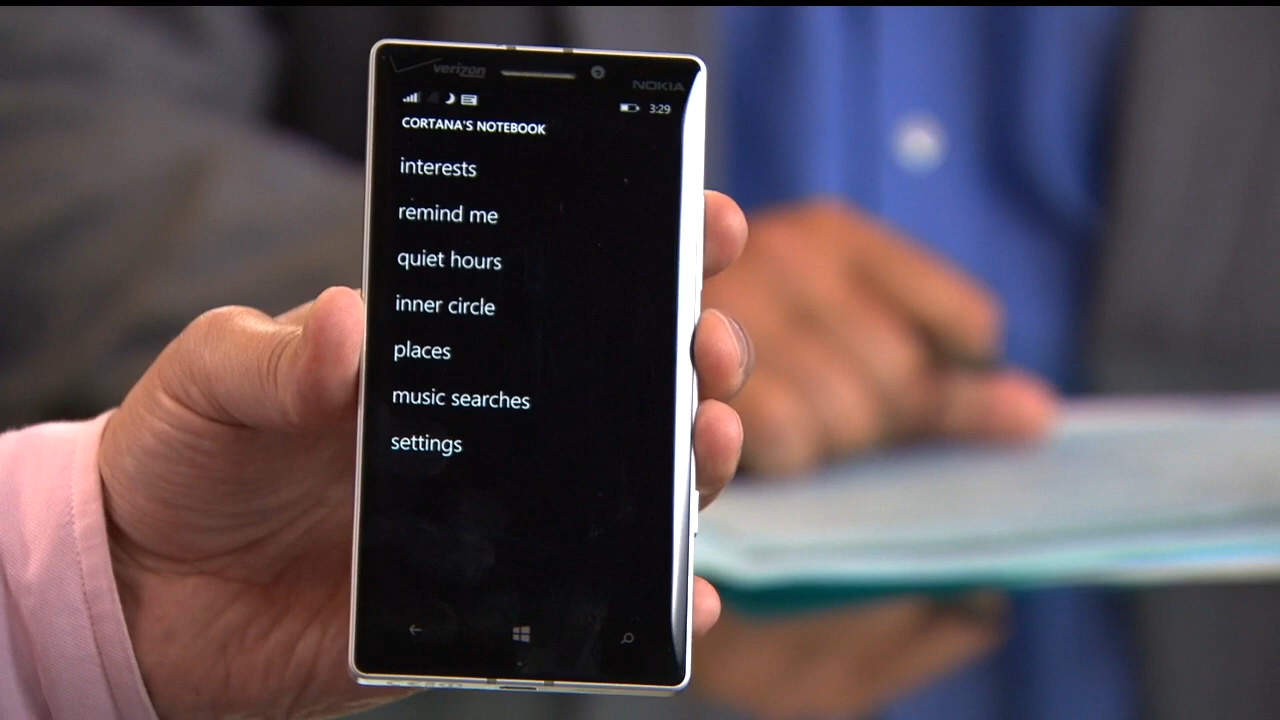 verizon
NOKIA
3:29
CORTANA'S NOTEBOOK
interests
remind me
quiet hours
inner circle
places
music searches
settings